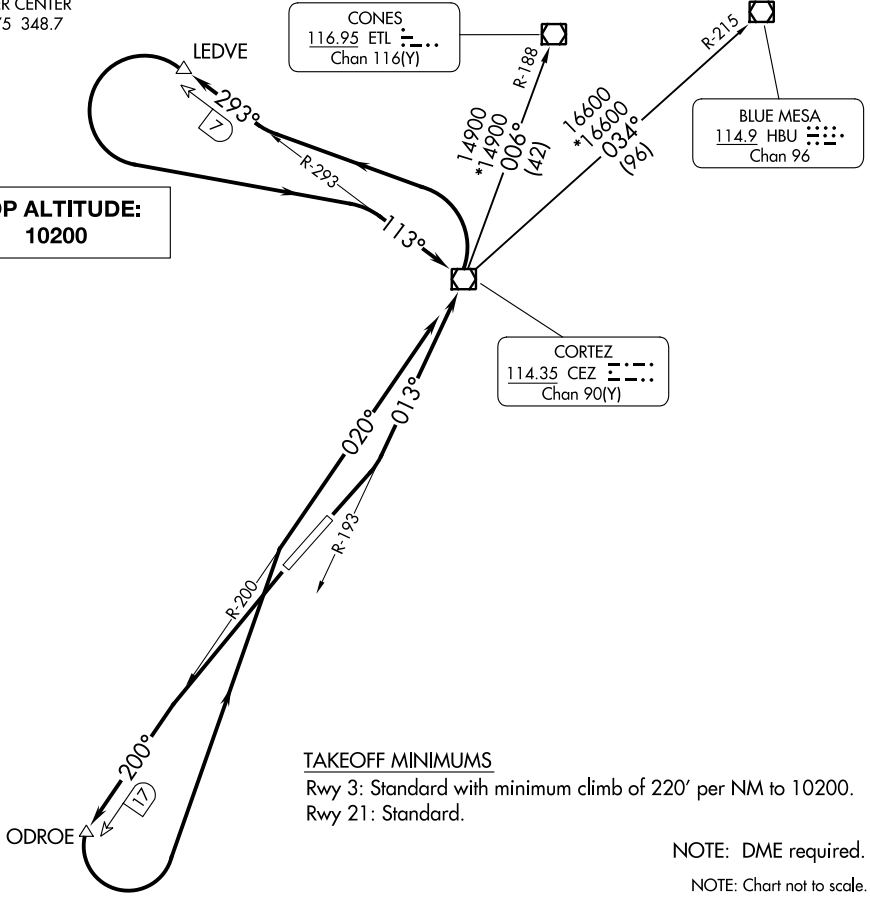 CENTER
348.7
CONES
116.95 ETL
Chan 116(Y)
R-188
R-215
BLUE MESA
114.9 HBU
Chan 96
LEDVE
293°
7
R-293
113°
14900
*14900
006°
(42)
16600
*16600
034°
(96)
ALTITUDE:
10200
CORTEZ
114.35 CEZ
Chan 90(Y)
020°
013°
R-193
R-200
200°
17
ODROE
TAKEOFF MINIMUMS
Rwy 3: Standard with minimum climb of 220' per NM to 10200.
Rwy 21: Standard.
NOTE: DME required.
NOTE: Chart not to scale.